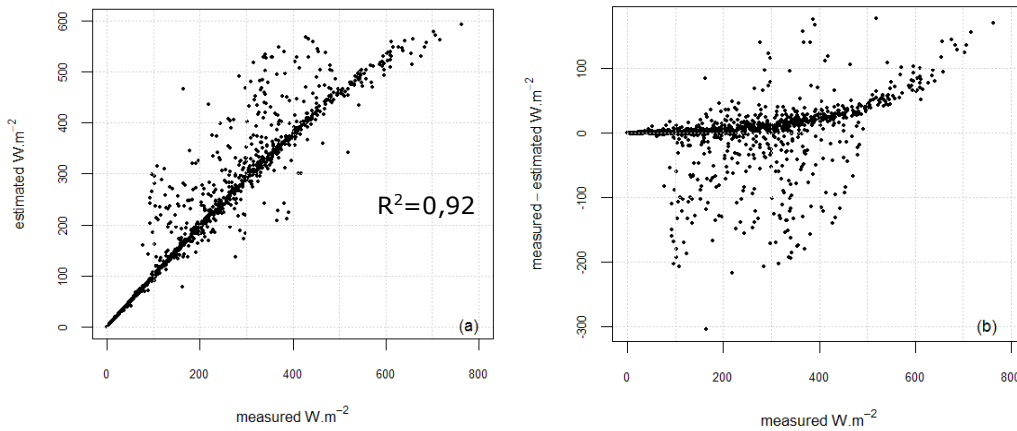 600
500
400
300
200
100
0
estimated W.m−2
R2=0,92
(a)
0 200 400 600 800
measured W.m−2
100
0
-100
-200
-300
measured − estimated W.m−2
(b)
0 200 400 600 800
measured W.m−2